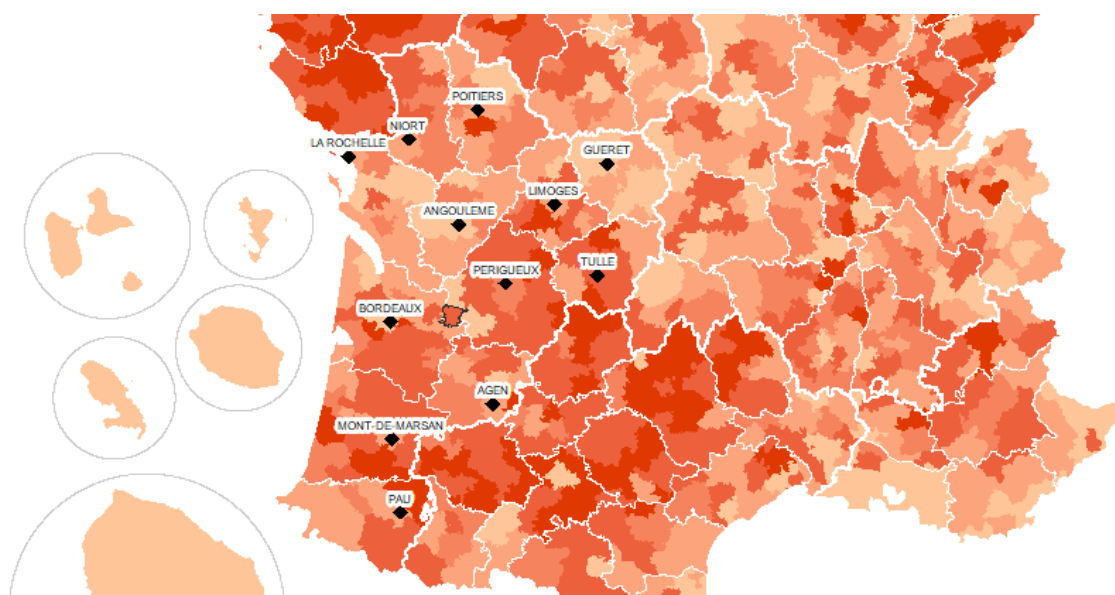 POITIERS
NIORT
LA ROCHELLE
GUERET
LIMOGES
ANGOULEME
TULLE
PERIGUEUX
BORDEAUX
AGEN
MONT-DE-MARSAN
PAU